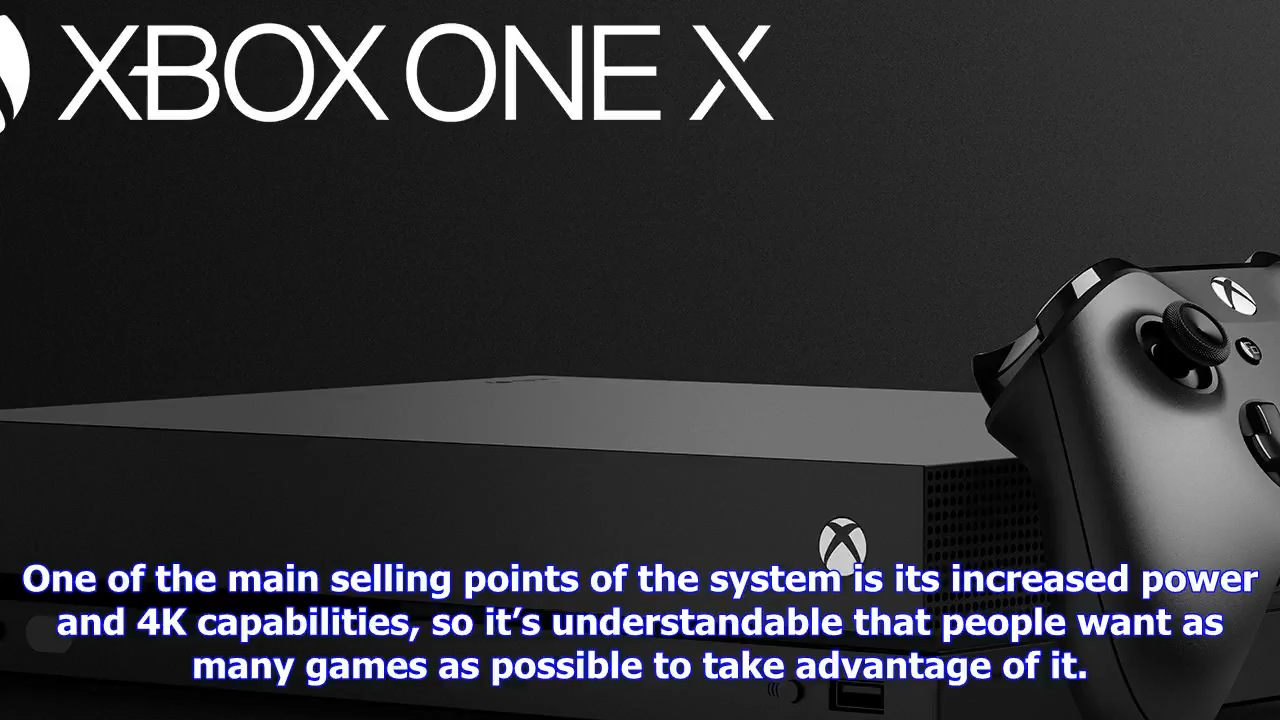 XBOX ONE X
One of the main selling points of the system is its increased power
and 4K capabilities, so it’s understandable that people want as
many games as possible to take advantage of it.